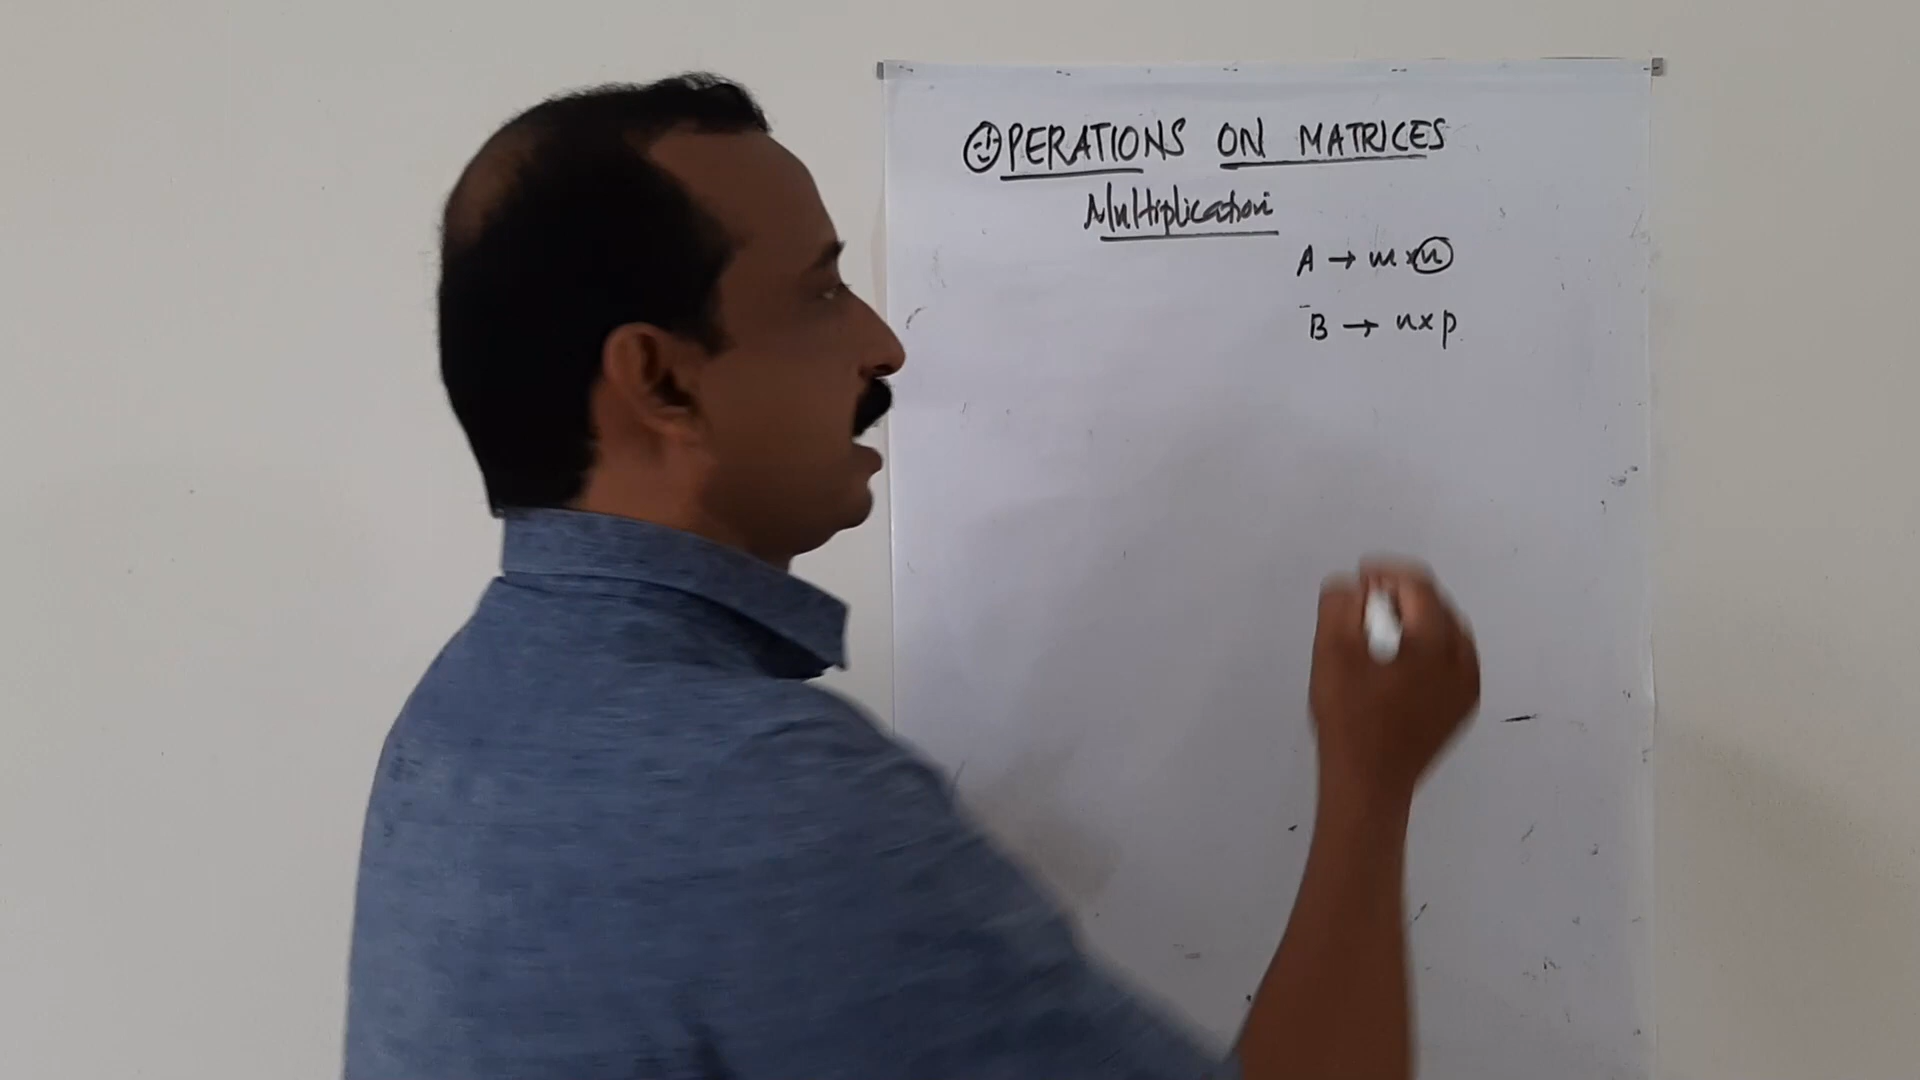 OPERATIONS ON MATRICES
Multiplication
A → m × n
B → n × p